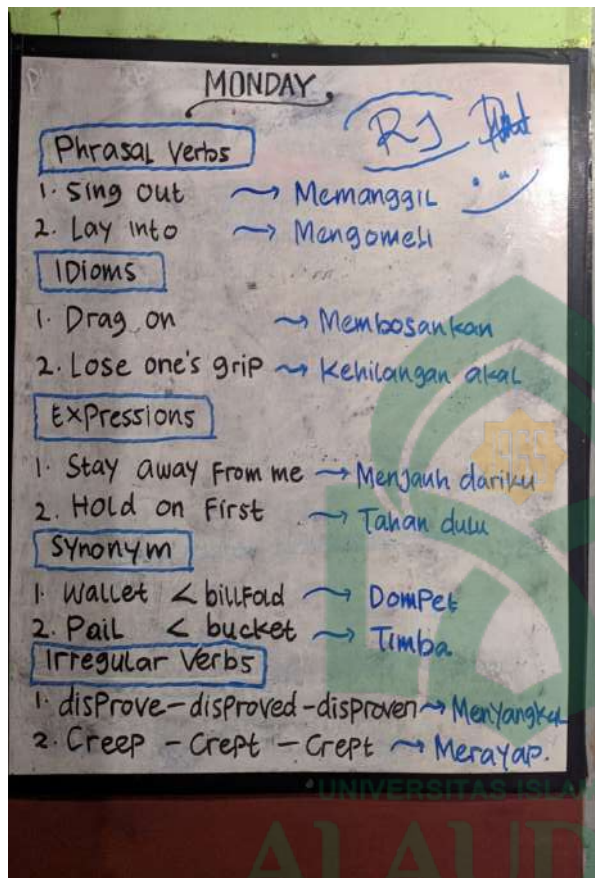 MONDAY
RJ
Phrasal Verbs
1. Sing out → Memanggil
2. Lay into → Mengomeli
IDioms
1. Drag on → Membosankan
2. Lose one's grip → Kehilangan akal
Expressions
1. Stay away from me → Menjauh dariku
2. Hold on First → Tahan dulu
Synonym
1. Wallet < billfold → Dompet
2. Pail < bucket → Timba
Irregular Verbs
1. disprove - disproved - disproven → Menyangkal
2. Creep - Crept - Crept → Merayap.
UNIVERSITAS ISLAM
ALAUD